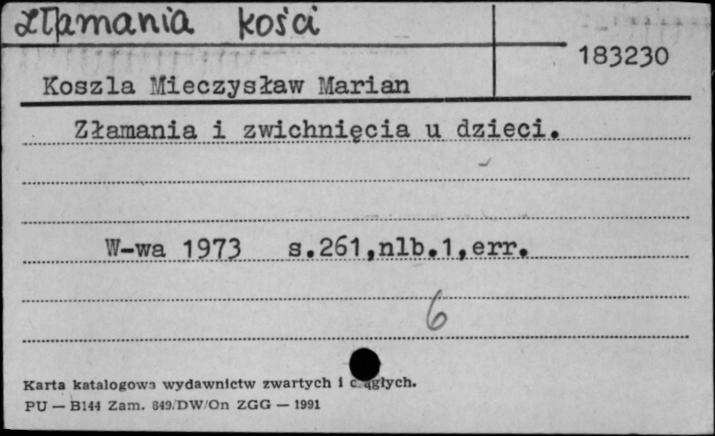 Złamania kości
183230
Koszla Mieczysław Marian
Złamania i zwichnięcia u dzieci.
W-wa 1973 s.261,nlb.1,err.
6
Karta katalogowa wydawnictw zwartych i ciągłych.
PU — B144 Zam. 849/DW/On ZGG — 1991